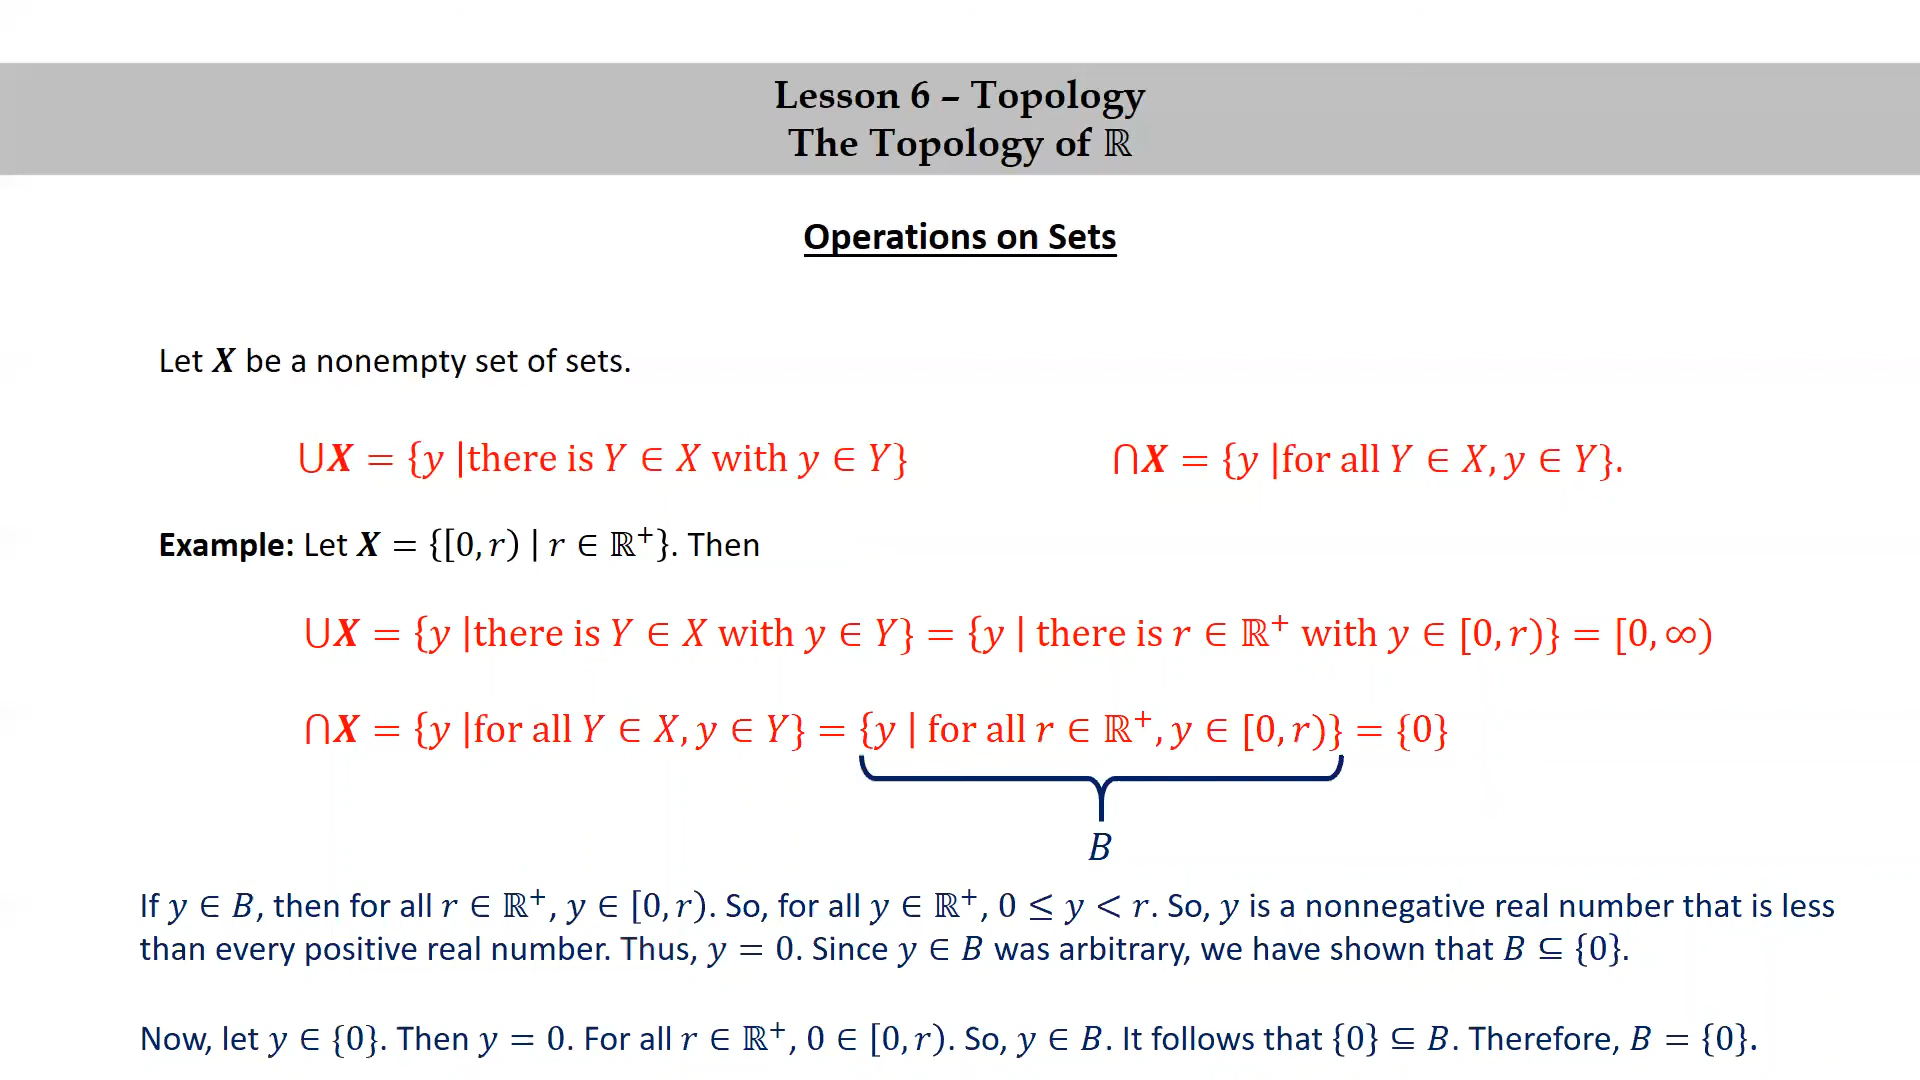 Lesson 6 – Topology
The Topology of ℝ
Operations on Sets
Let X be a nonempty set of sets.
⋃X = {y |there is Y ∈ X with y ∈ Y}
⋂X = {y |for all Y ∈ X, y ∈ Y}.
Example: Let X = {[0, r) | r ∈ ℝ⁺}. Then
⋃X = {y |there is Y ∈ X with y ∈ Y} = {y | there is r ∈ ℝ⁺ with y ∈ [0, r)} = [0, ∞)
⋂X = {y |for all Y ∈ X, y ∈ Y} = {y | for all r ∈ ℝ⁺, y ∈ [0, r)} = {0}
B
If y ∈ B, then for all r ∈ ℝ⁺, y ∈ [0, r). So, for all y ∈ ℝ⁺, 0 ≤ y < r. So, y is a nonnegative real number that is less
than every positive real number. Thus, y = 0. Since y ∈ B was arbitrary, we have shown that B ⊆ {0}.
Now, let y ∈ {0}. Then y = 0. For all r ∈ ℝ⁺, 0 ∈ [0, r). So, y ∈ B. It follows that {0} ⊆ B. Therefore, B = {0}.